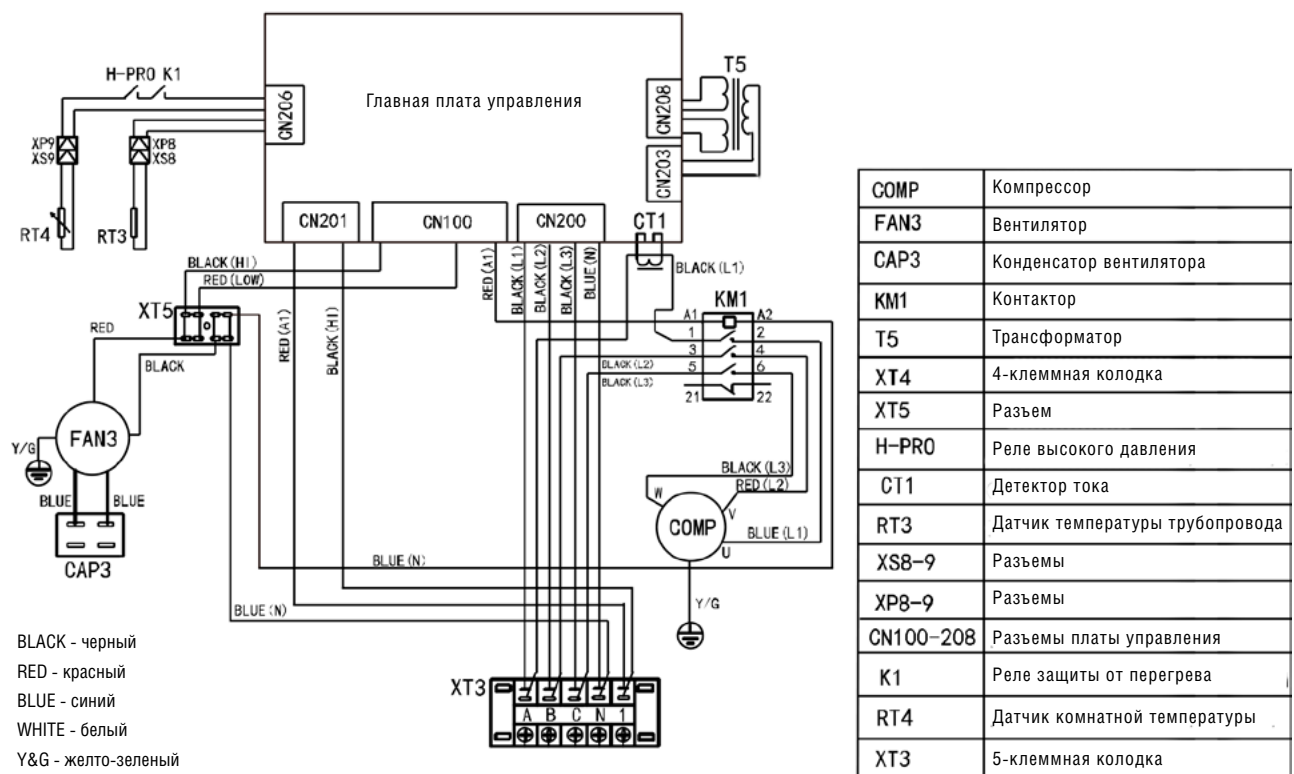 T5
H-PRO K1
Главная плата управления
CN206
CN208
XP9
XS9
XP8
XS8
CN203
RT4
RT3
CN201
CN100
CN200
CT1
BLACK(HI)
RED(LOW)
RED(A1)
BLACK(L1)
BLACK(L2)
BLACK(L3)
BLUE(N)
BLACK(L1)
KM1
XT5
A1
A2
RED
RED(A1)
BLACK(HI)
1
2
3
4
BLACK
BLACK(L2)
5
6
BLACK(L3)
21
22
FAN3
Y/G
BLACK(L3)
RED(L2)
W
V
BLUE
BLUE
COMP
BLUE(L1)
U
CAP3
BLUE(N)
BLUE(N)
Y/G
XT3
A B C N 1
BLACK - черный
RED - красный
BLUE - синий
WHITE - белый
Y&G - желто-зеленый
COMP Компрессор
FAN3 Вентилятор
CAP3 Конденсатор вентилятора
KM1 Контактор
T5 Трансформатор
XT4 4-клеммная колодка
XT5 Разъем
H-PRO Реле высокого давления
CT1 Детектор тока
RT3 Датчик температуры трубопровода
XS8-9 Разъемы
XP8-9 Разъемы
CN100-208 Разъемы платы управления
K1 Реле защиты от перегрева
RT4 Датчик комнатной температуры
XT3 5-клеммная колодка